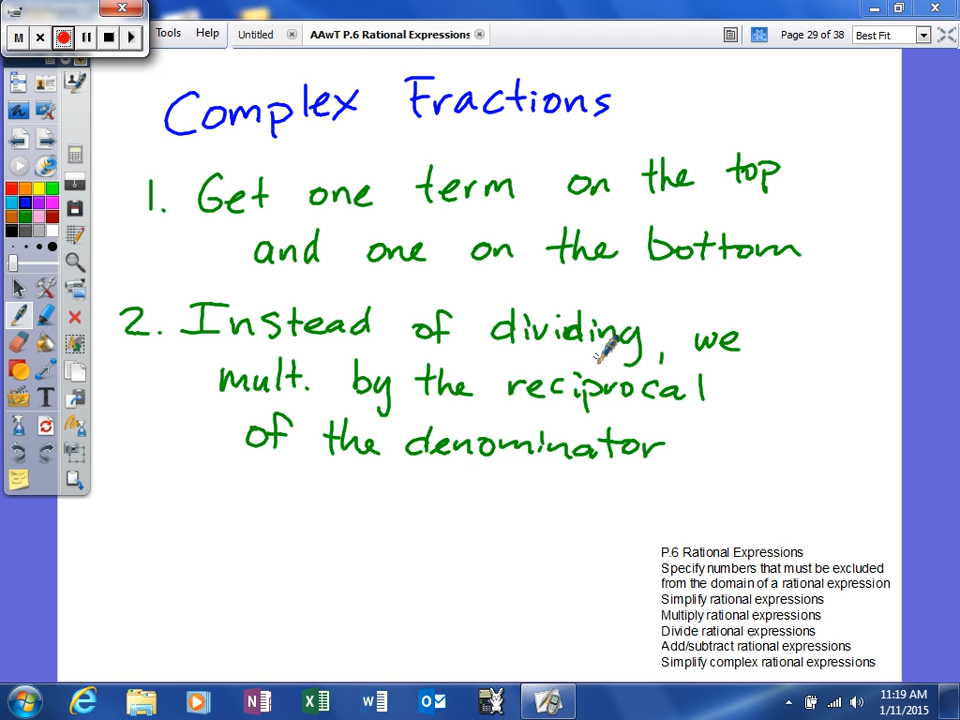 M
Tools Help Untitled AAwT P.6 Rational Expressions Page 29 of 38 Best Fit
Complex Fractions
1. Get one term on the top
and one on the bottom
2. Instead of dividing, we
mult. by the reciprocal
of the denominator
P.6 Rational Expressions
Specify numbers that must be excluded
from the domain of a rational expression
Simplify rational expressions
Multiply rational expressions
Divide rational expressions
Add/subtract rational expressions
Simplify complex rational expressions
11:19 AM
1/11/2015